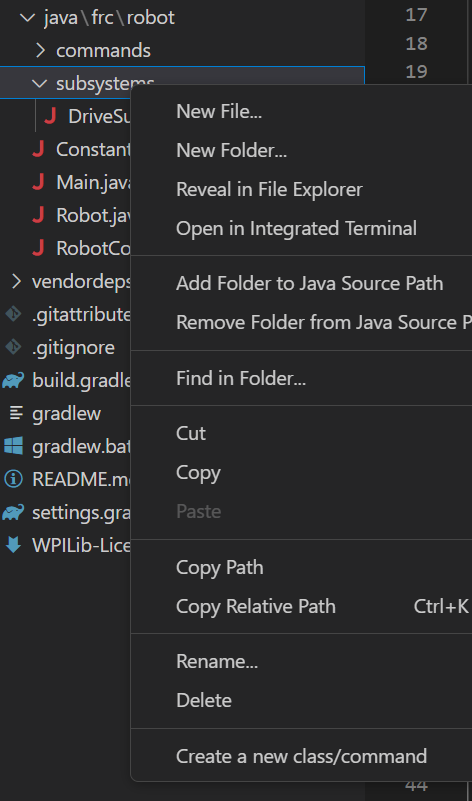 java\frc\robot
commands
subsystems
DriveSu
Constant
Main.java
Robot.jav
RobotCo
vendordeps
.gitattribute
.gitignore
build.gradle
gradlew
gradlew.bat
README.m
settings.gra
WPILib-Lice
17
18
19
New File...
New Folder...
Reveal in File Explorer
Open in Integrated Terminal
Add Folder to Java Source Path
Remove Folder from Java Source P
Find in Folder...
Cut
Copy
Paste
Copy Path
Copy Relative Path Ctrl+K
Rename...
Delete
Create a new class/command
44